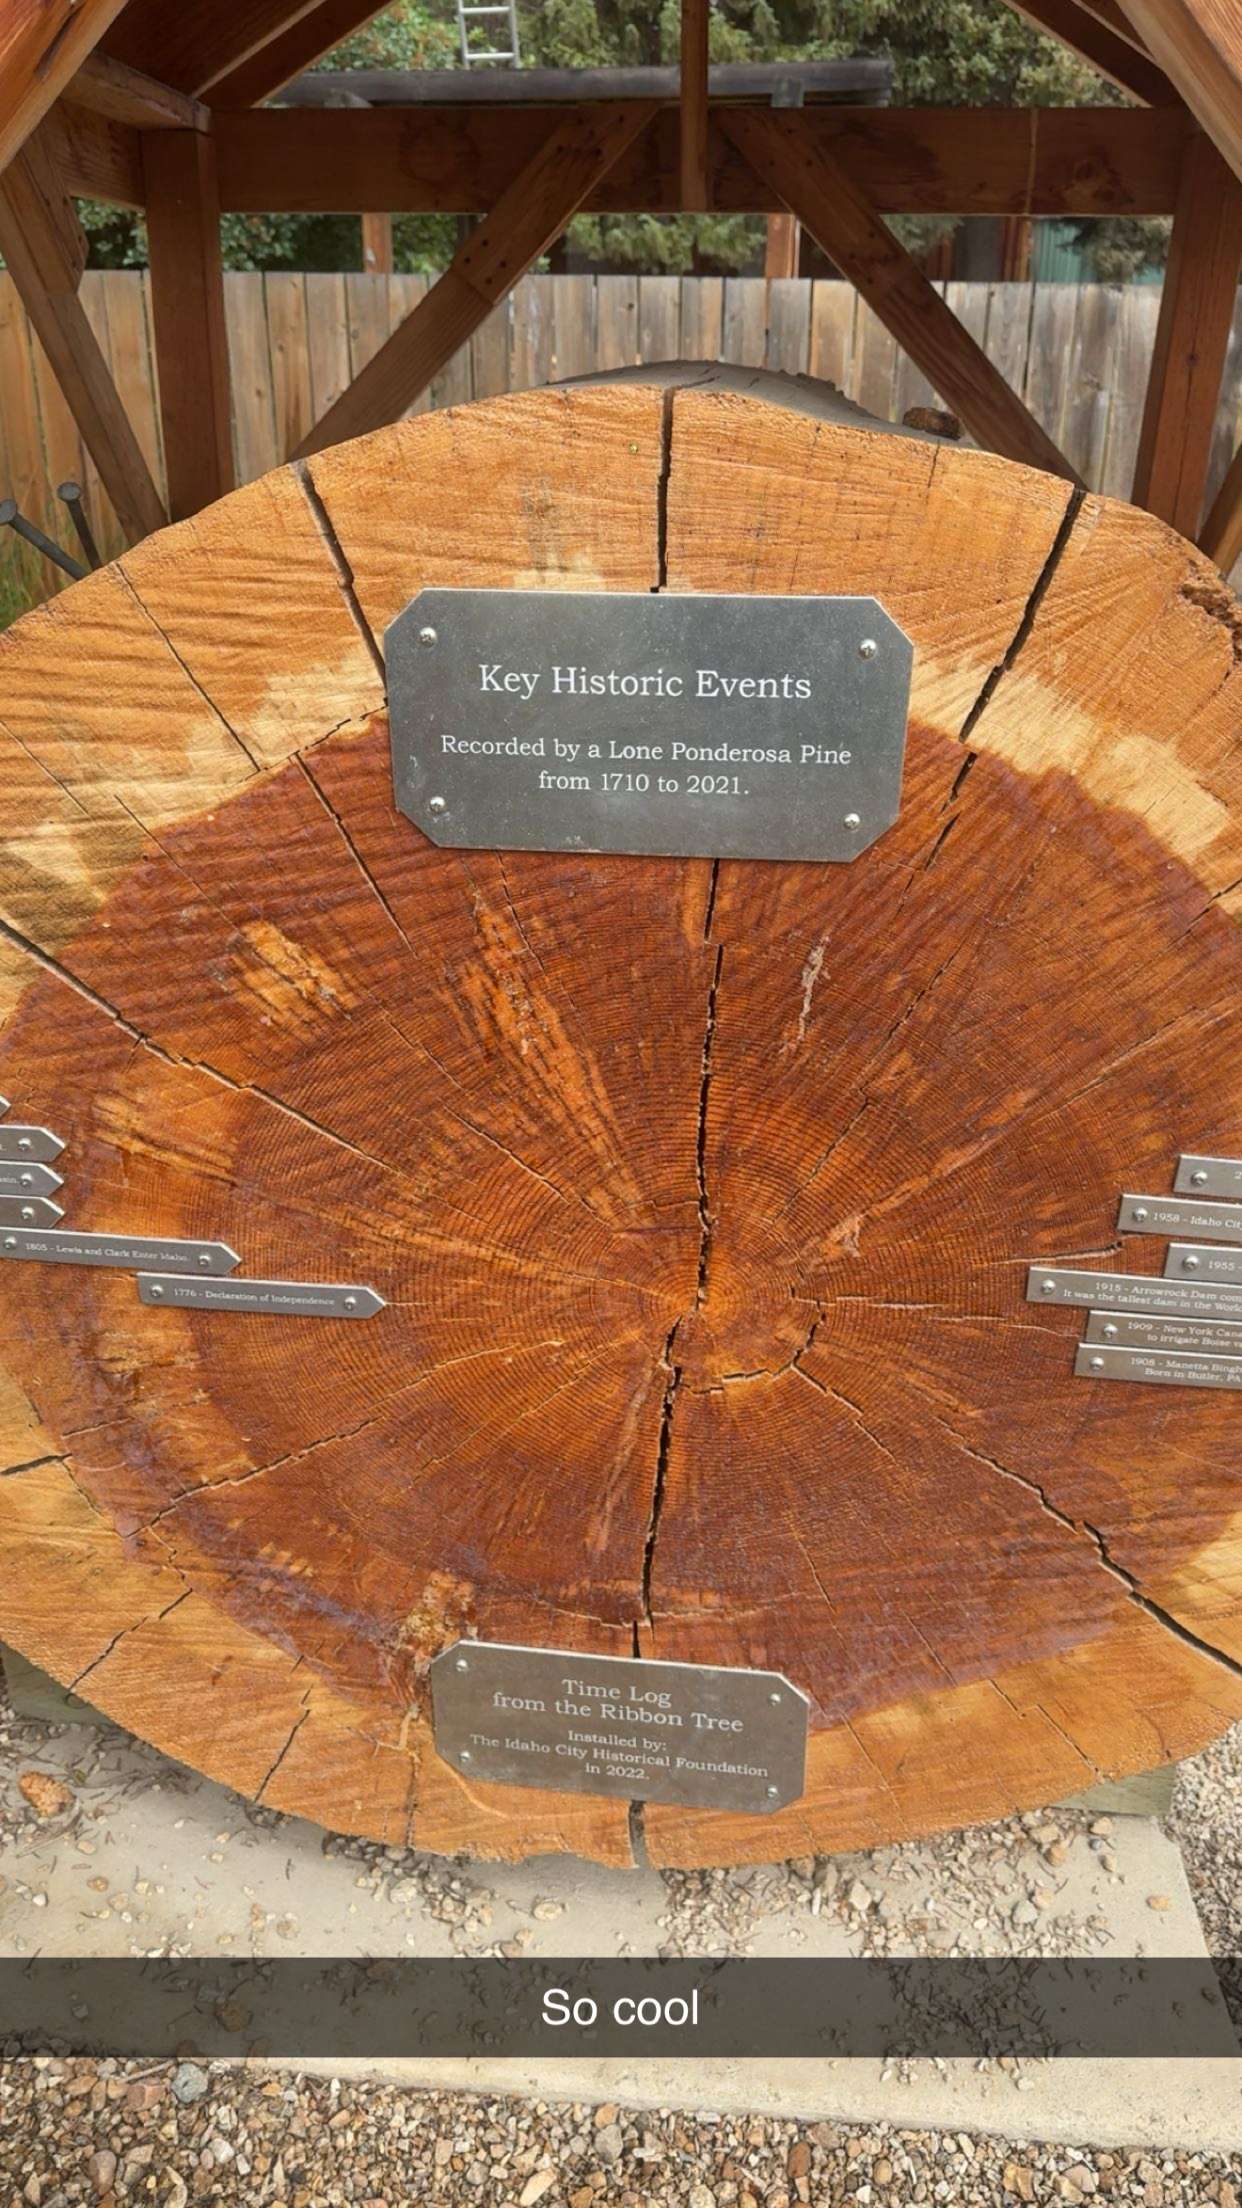 Key Historic Events
Recorded by a Lone Ponderosa Pine
from 1710 to 2021.
1805 - Lewis and Clark Enter Idaho.
1776 - Declaration of Independence
1958 - Idaho City
1955 -
1915 - Arrowrock Dam
It was the tallest dam in the World
1909 - New York
to irrigate Boise
1908 - Manetta
Born in Butler, PA
Time Log
from the Ribbon Tree
Installed by:
The Idaho City Historical Foundation
in 2022.
So cool